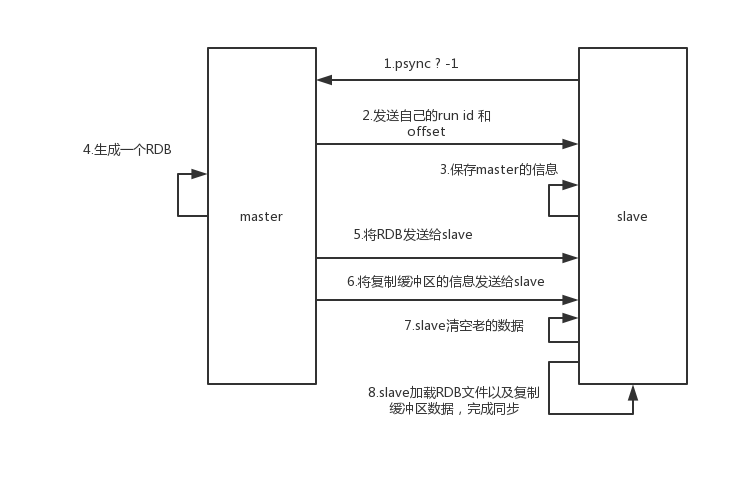 1.psync ? -1
2.发送自己的run id 和
offset
4.生成一个RDB
3.保存master的信息
master
slave
5.将RDB发送给slave
6.将复制缓冲区的信息发送给slave
7.slave清空老的数据
8.slave加载RDB文件以及复制
缓冲区数据，完成同步